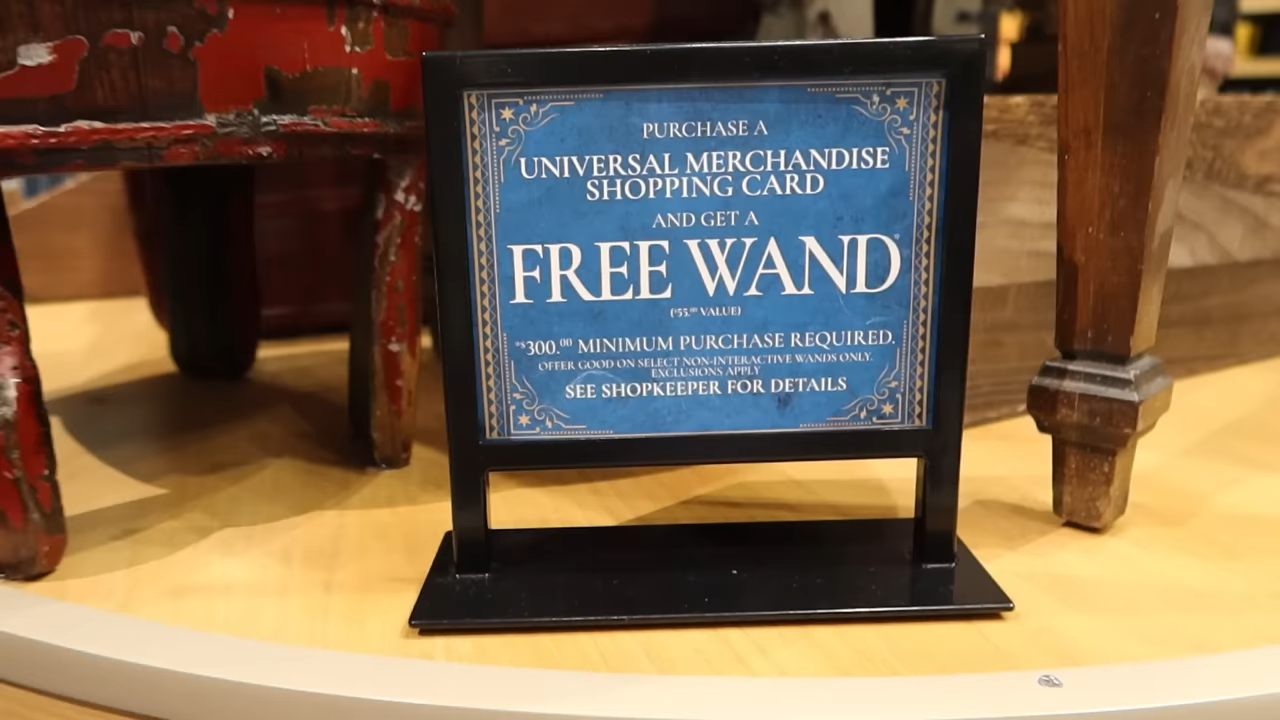 PURCHASE A
UNIVERSAL MERCHANDISE
SHOPPING CARD
AND GET A
FREE WAND*
($55.00 VALUE)
*$300.00 MINIMUM PURCHASE REQUIRED.
OFFER GOOD ON SELECT NON-INTERACTIVE WANDS ONLY.
EXCLUSIONS APPLY
SEE SHOPKEEPER FOR DETAILS